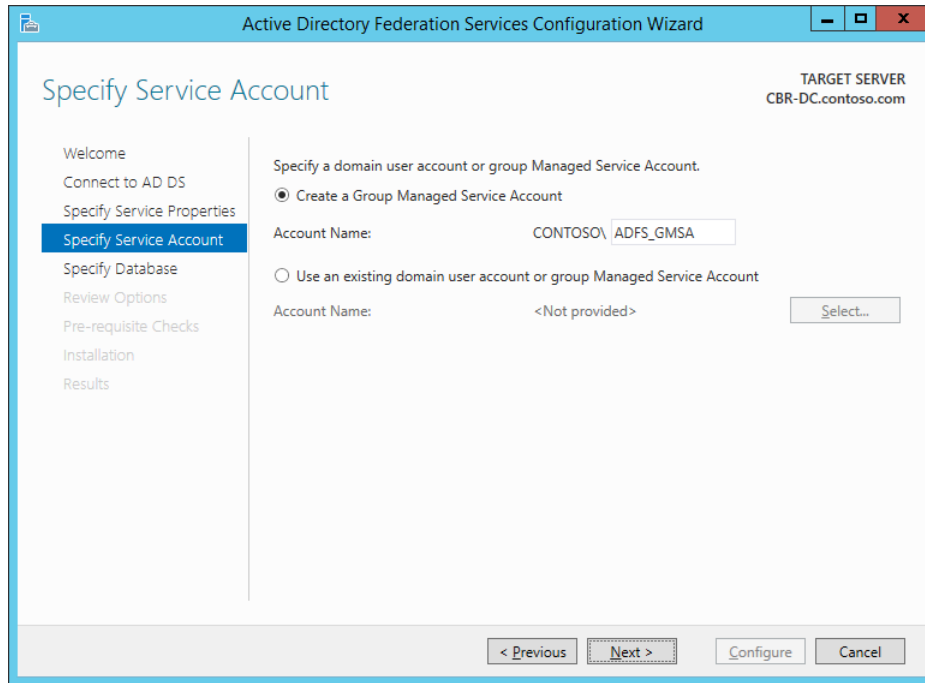 Active Directory Federation Services Configuration Wizard
Specify Service Account
TARGET SERVER
CBR-DC.contoso.com
Welcome
Connect to AD DS
Specify Service Properties
Specify Service Account
Specify Database
Review Options
Pre-requisite Checks
Installation
Results
Specify a domain user account or group Managed Service Account.
Create a Group Managed Service Account
Account Name: CONTOSO\ ADFS_GMSA
Use an existing domain user account or group Managed Service Account
Account Name: <Not provided> Select...
< Previous Next > Configure Cancel